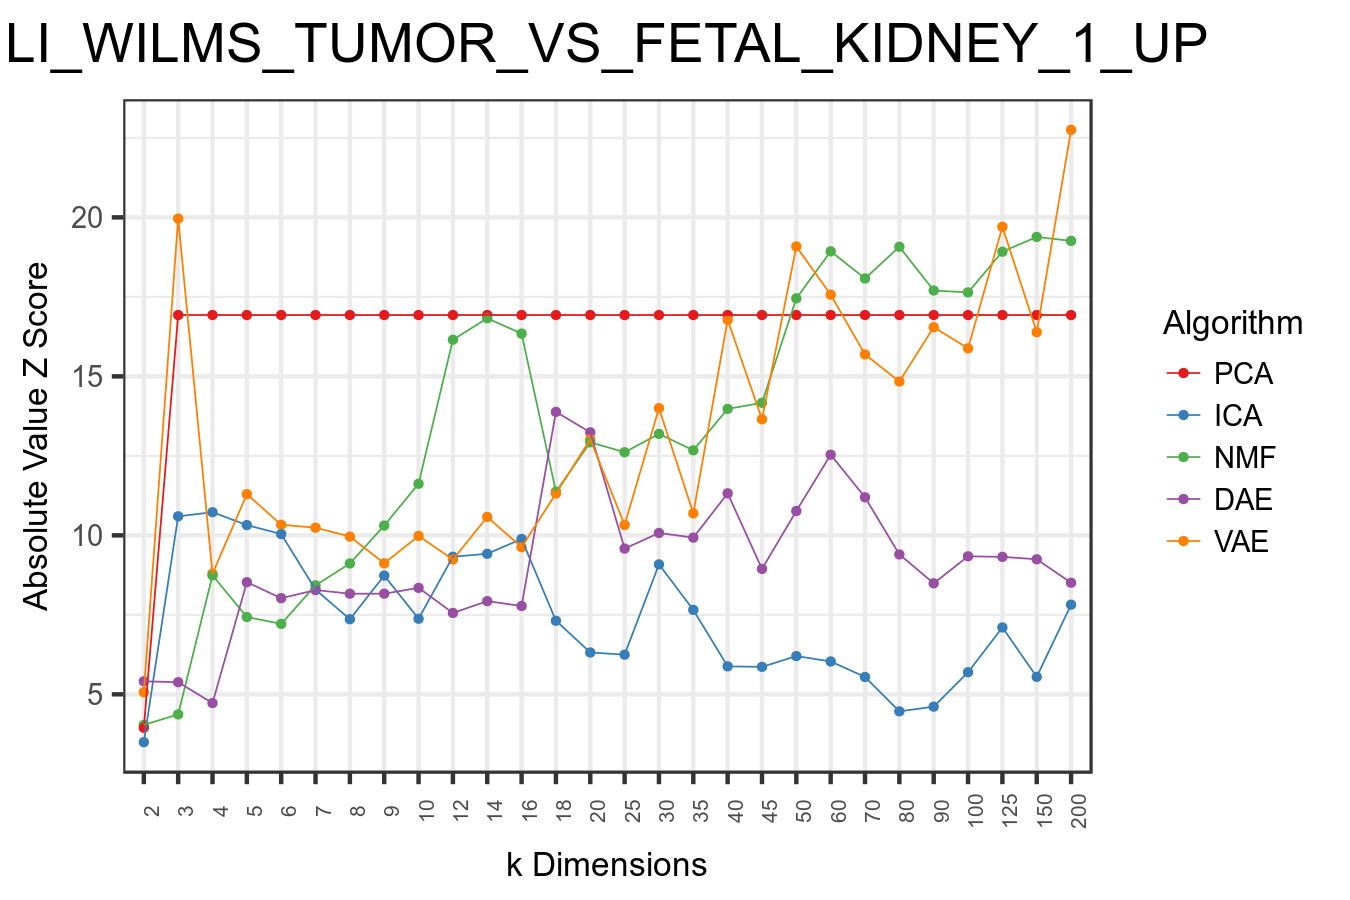 LI_WILMS_TUMOR_VS_FETAL_KIDNEY_1_UP
Absolute Value Z Score
20
15
10
5
2 3 4 5 6 7 8 9 10 12 14 16 18 20 25 30 35 40 45 50 60 70 80 90 100 125 150 200
k Dimensions
Algorithm
PCA
ICA
NMF
DAE
VAE